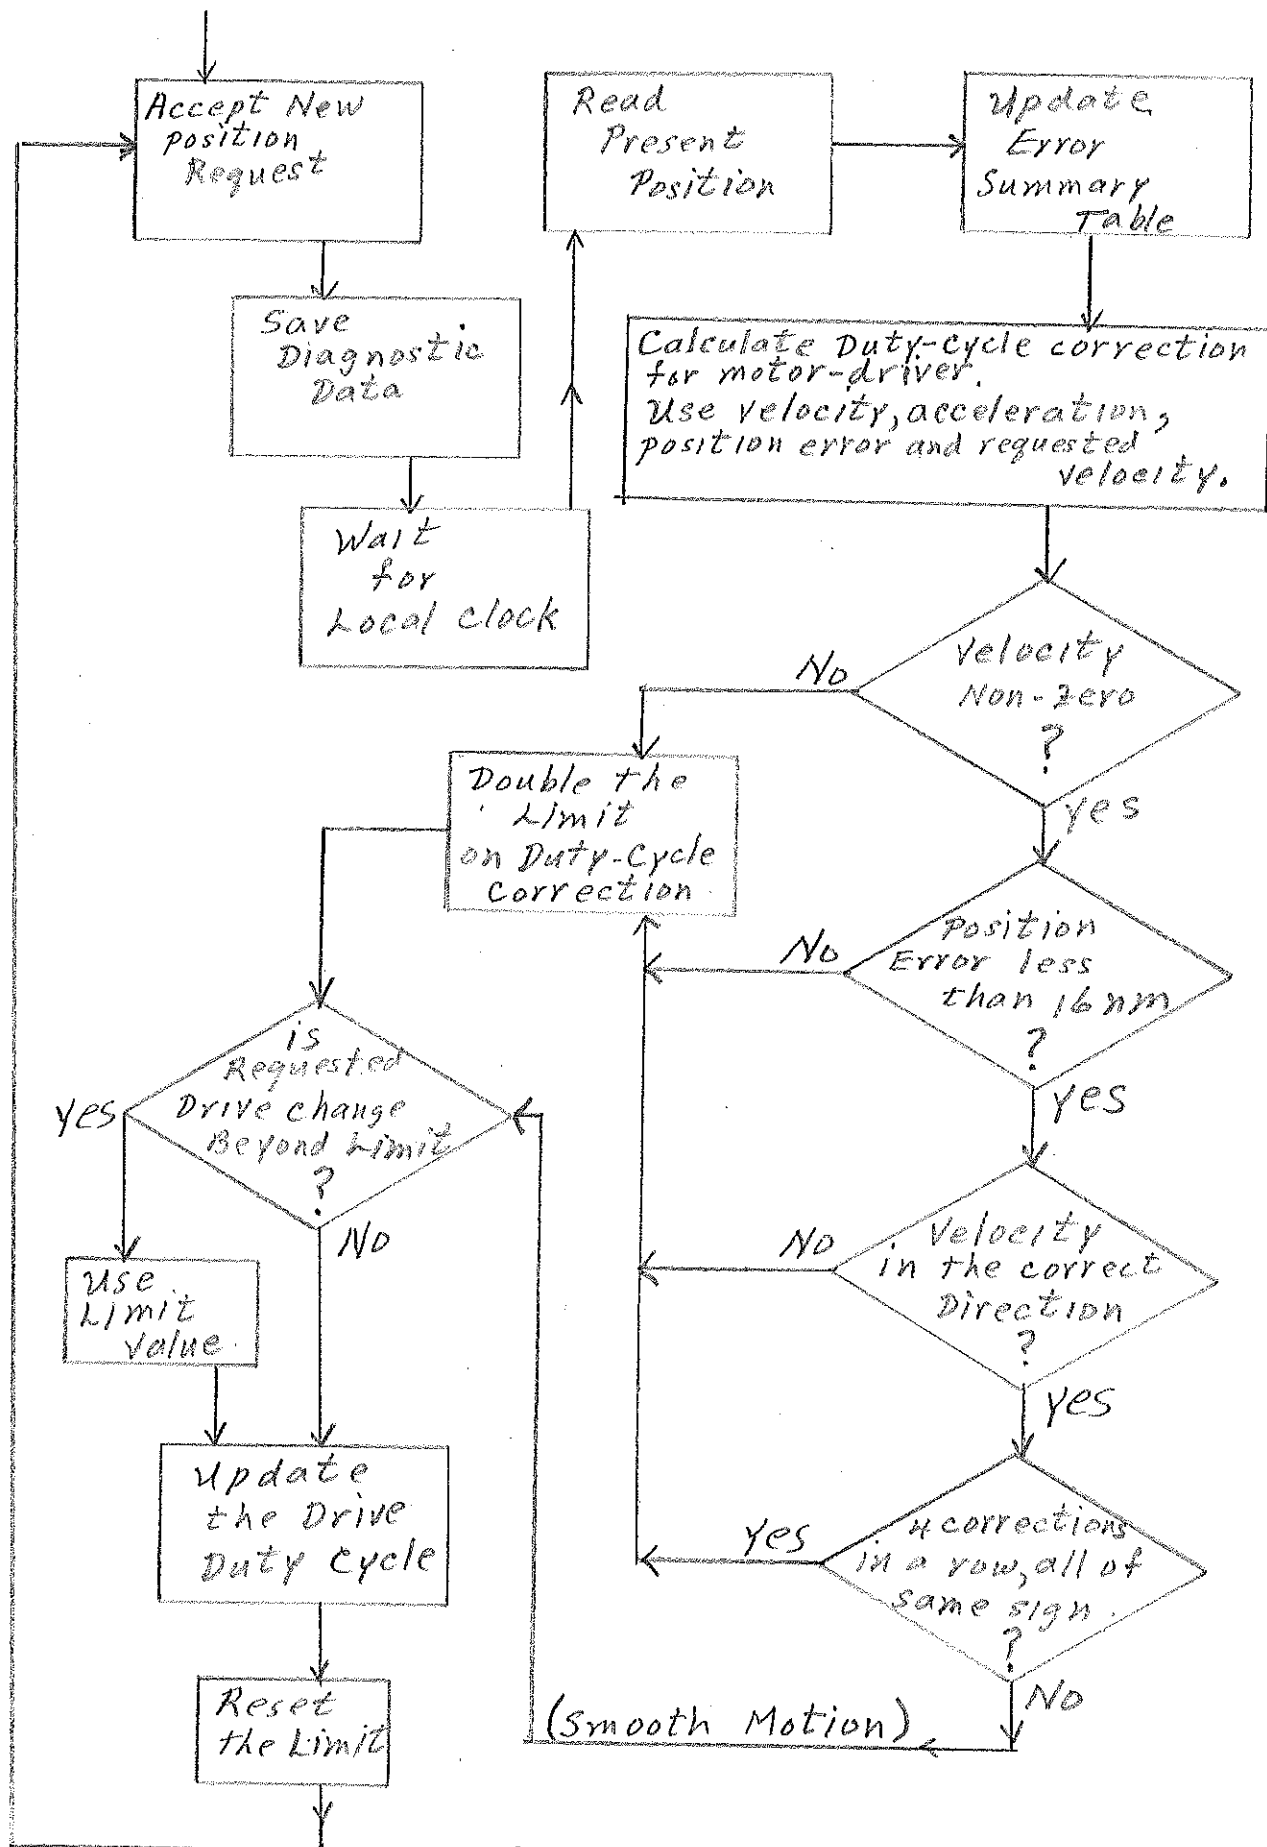 Accept New
Position
Request
Save
Diagnostic
Data
Wait
for
Local Clock
Read
Present
Position
Update
Error
Summary
Table
Calculate Duty-Cycle correction
for motor-driver.
Use velocity, acceleration,
position error and requested
velocity.
Velocity
Non-Zero
?
No
yes
Double the
Limit
on Duty-Cycle
Correction.
Position
Error less
than 16 nm
?
No
yes
Velocity
in the correct
Direction
?
No
yes
4 corrections
in a row, all of
same sign.
?
Yes
No
(Smooth Motion)
is
Requested
Drive change
Beyond Limit
?
Yes
No
Use
Limit
Value.
Update
the Drive
Duty Cycle
Reset
the Limit